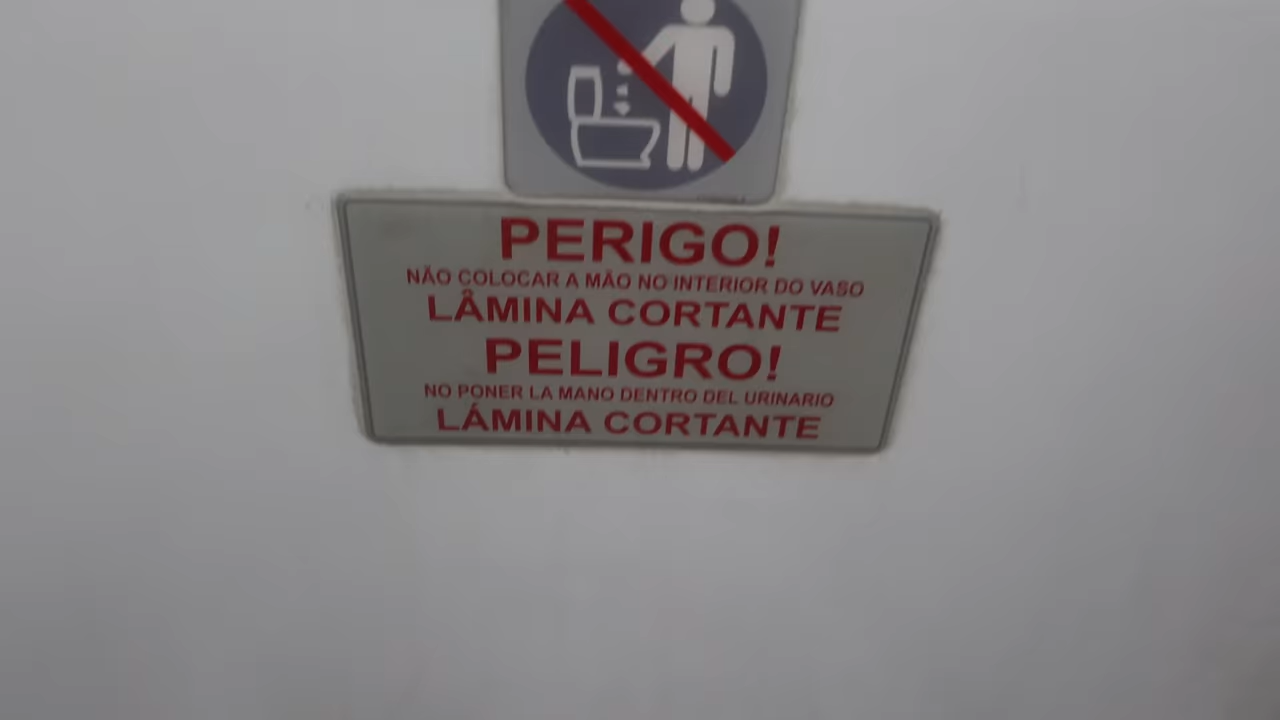 PERIGO!
NÃO COLOCAR A MÃO NO INTERIOR DO VASO
LÂMINA CORTANTE
PELIGRO!
NO PONER LA MANO DENTRO DEL URINARIO
LÁMINA CORTANTE